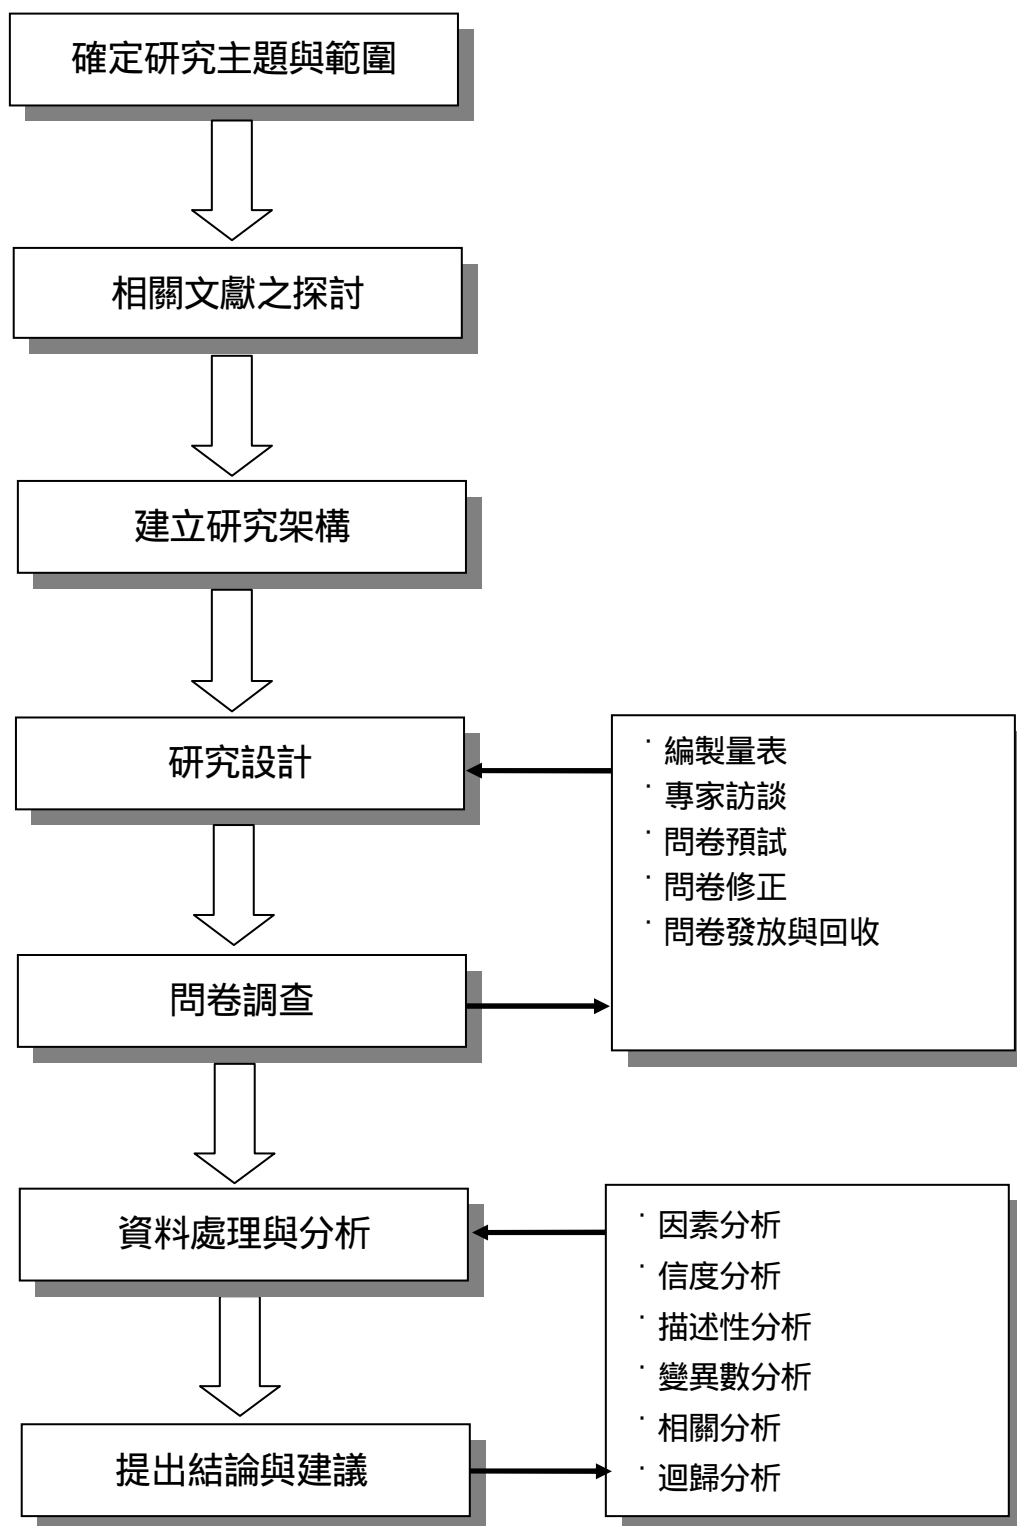 確定研究主題與範圍
相關文獻之探討
建立研究架構
研究設計
˙編製量表
˙專家訪談
˙問卷預試
˙問卷修正
˙問卷發放與回收
問卷調查
資料處理與分析
˙因素分析
˙信度分析
˙描述性分析
˙變異數分析
˙相關分析
˙迴歸分析
提出結論與建議